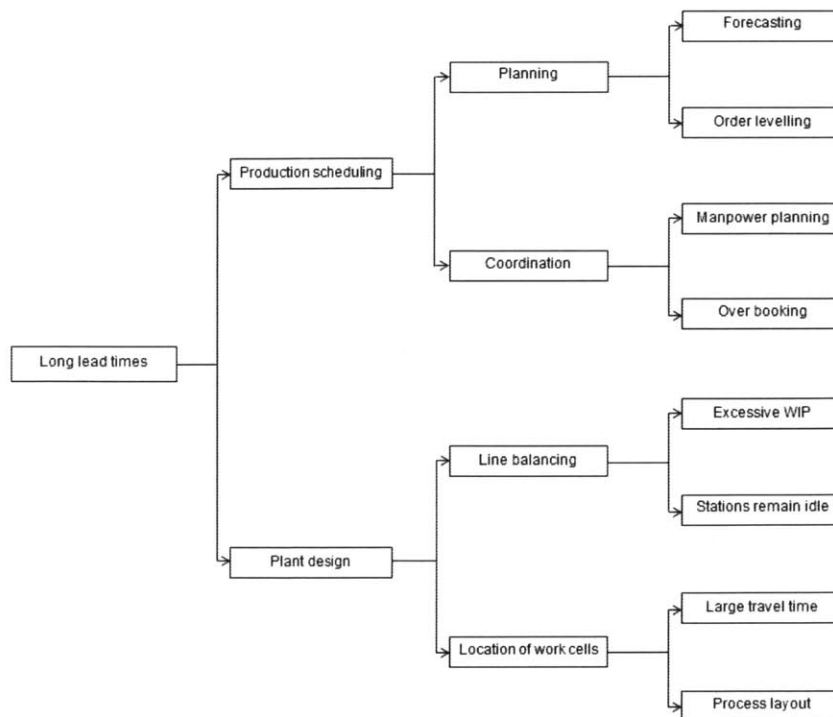 Forecasting
Planning
Order levelling
Production scheduling
Manpower planning
Coordination
Over booking
Long lead times
Excessive WIP
Line balancing
Stations remain idle
Plant design
Large travel time
Location of work cells
Process layout